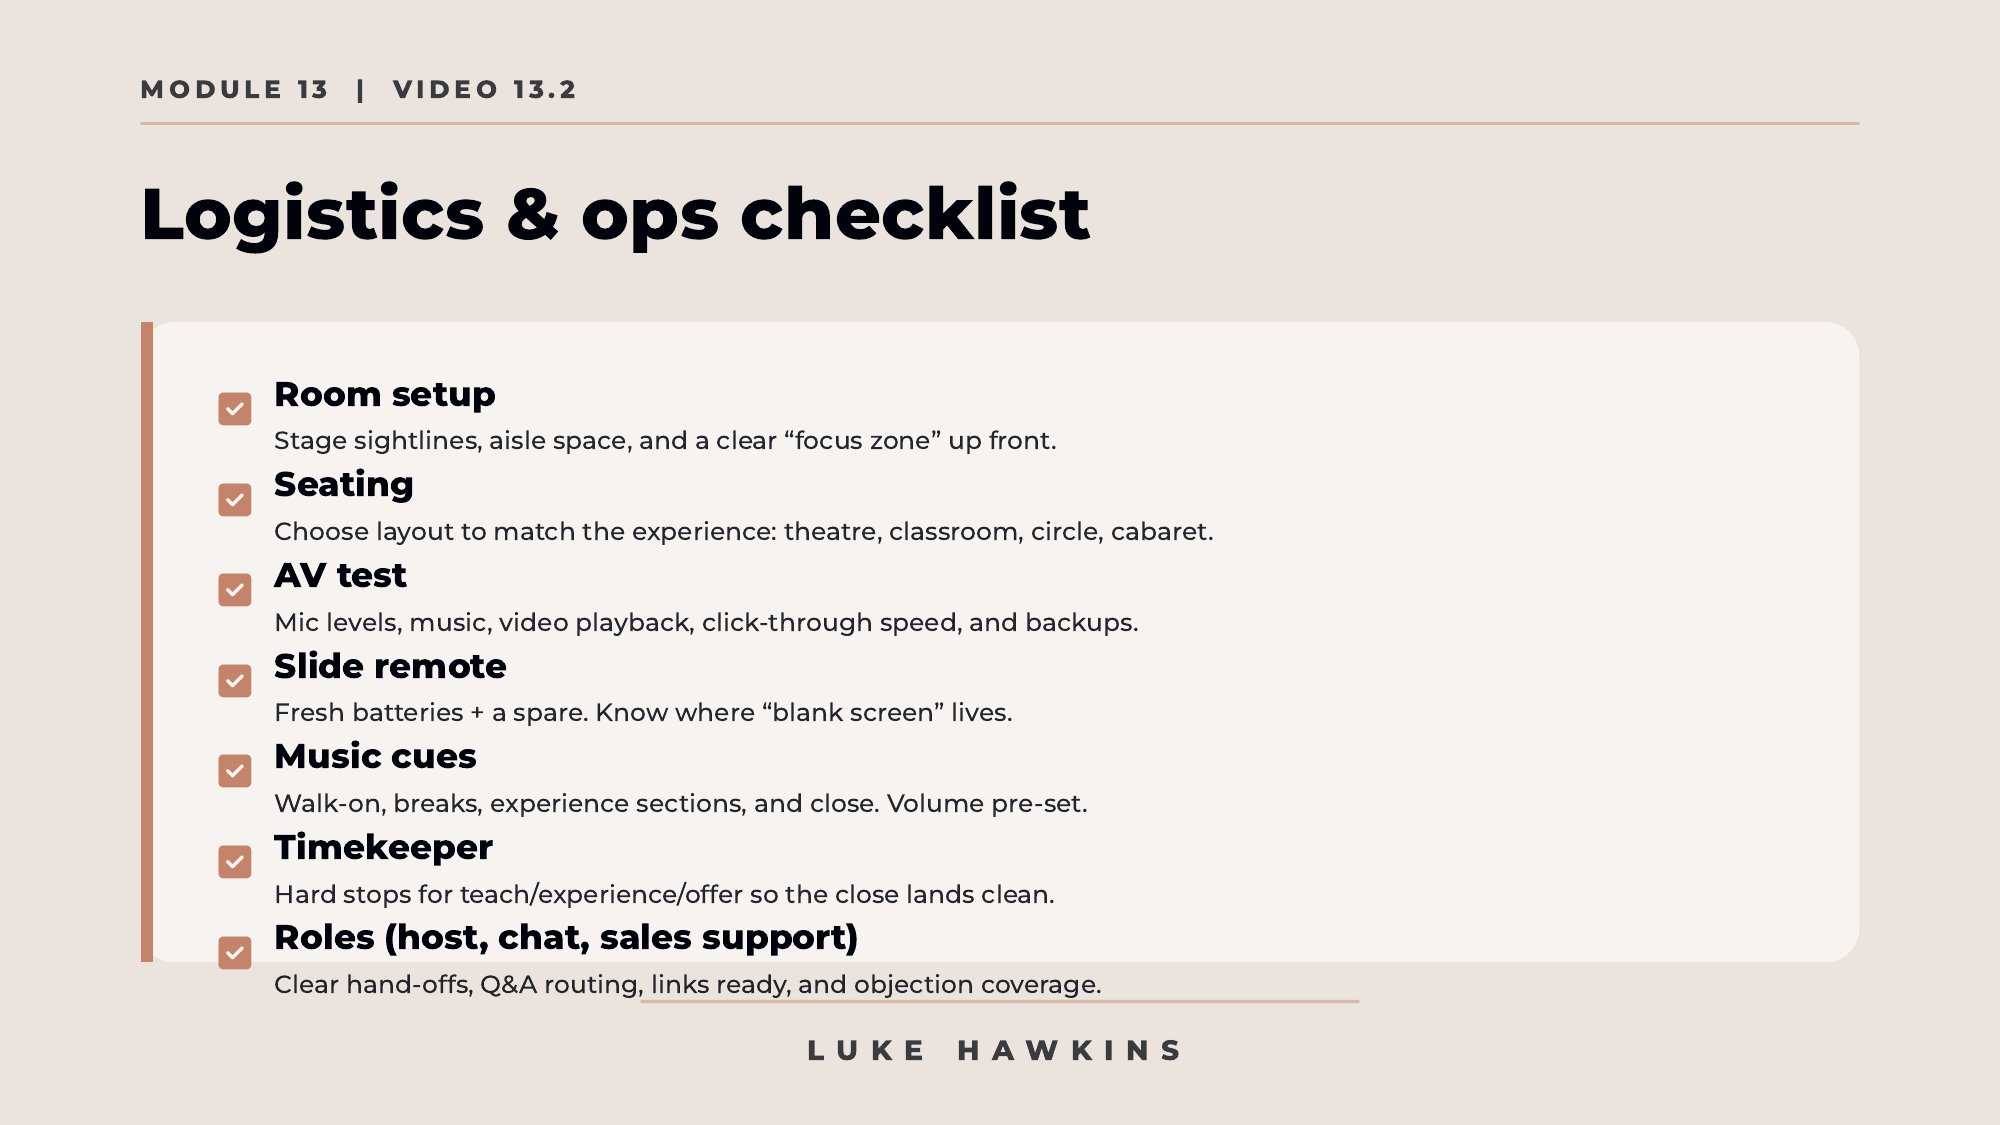 MODULE 13 | VIDEO 13.2
Logistics & ops checklist
Room setup
Stage sightlines, aisle space, and a clear “focus zone” up front.
Seating
Choose layout to match the experience: theatre, classroom, circle, cabaret.
AV test
Mic levels, music, video playback, click-through speed, and backups.
Slide remote
Fresh batteries + a spare. Know where “blank screen” lives.
Music cues
Walk-on, breaks, experience sections, and close. Volume pre-set.
Timekeeper
Hard stops for teach/experience/offer so the close lands clean.
Roles (host, chat, sales support)
Clear hand-offs, Q&A routing, links ready, and objection coverage.
LUKE HAWKINS